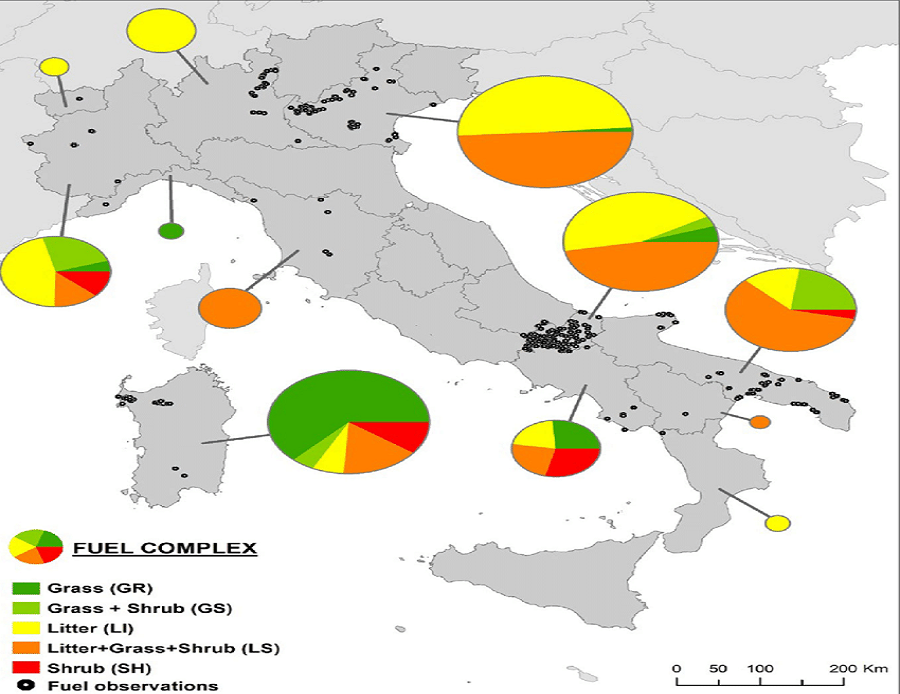 FUEL COMPLEX
Grass (GR)
Grass + Shrub (GS)
Litter (LI)
Litter+Grass+Shrub (LS)
Shrub (SH)
Fuel observations
0 50 100 200 Km